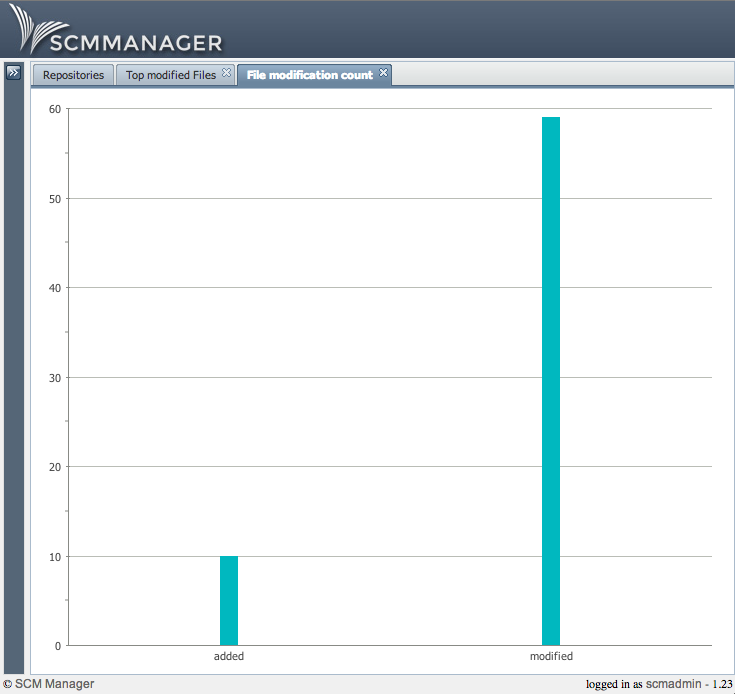 SCMMANAGER
Repositories Top modified Files File modification count
60
50
40
30
20
10
0
added modified
© SCM Manager logged in as scmadmin - 1.23